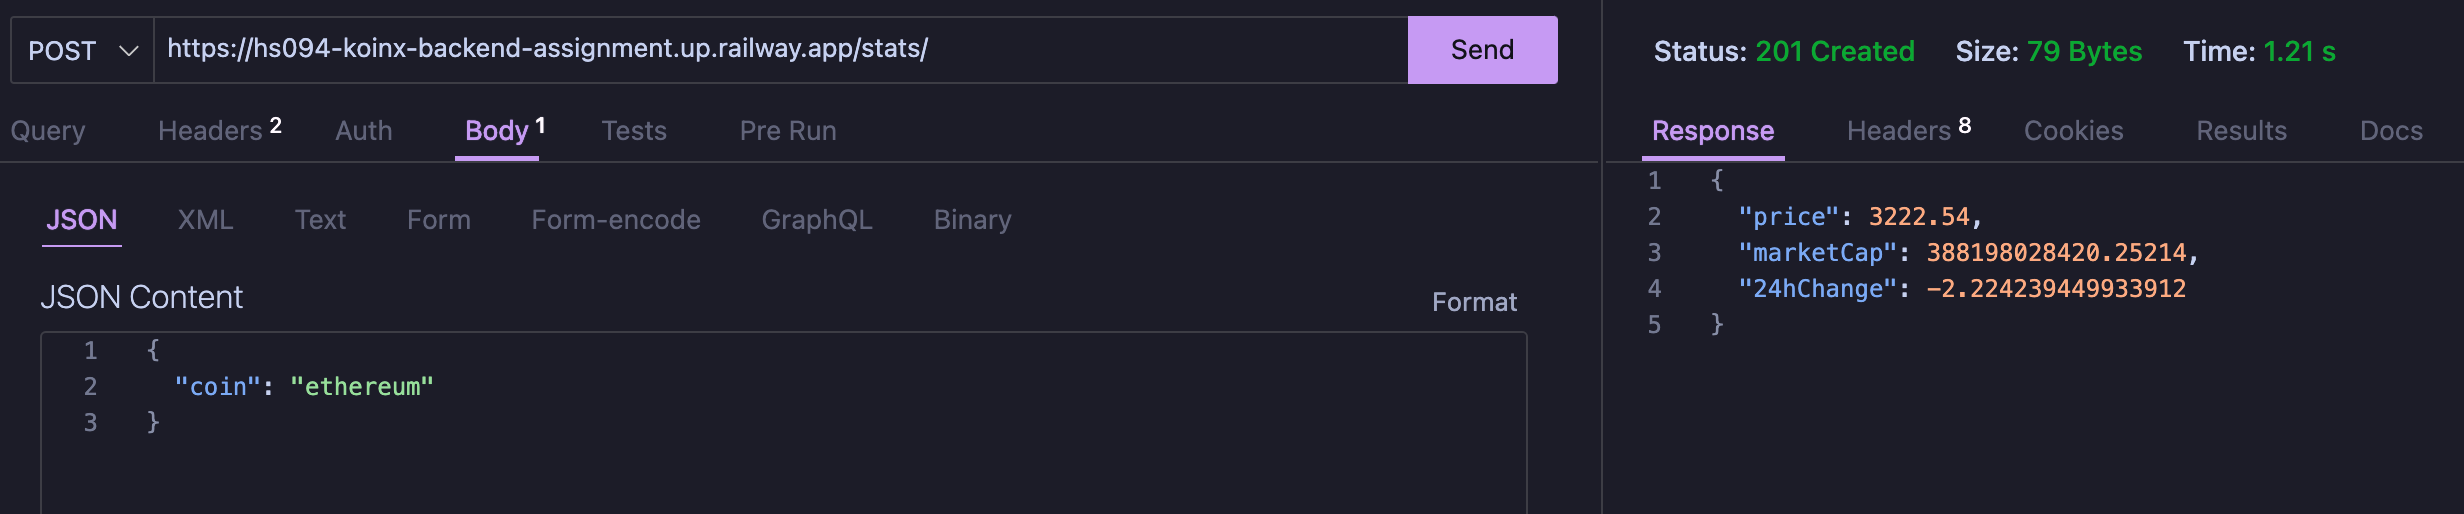 POST https://hs094-koinx-backend-assignment.up.railway.app/stats/ Send
Query Headers 2 Auth Body 1 Tests Pre Run
JSON XML Text Form Form-encode GraphQL Binary
JSON Content Format
1 {
2 "coin": "ethereum"
3 }
Status: 201 Created Size: 79 Bytes Time: 1.21 s
Response Headers 8 Cookies Results Docs
1 {
2 "price": 3222.54,
3 "marketCap": 388198028420.25214,
4 "24hChange": -2.224239449933912
5 }